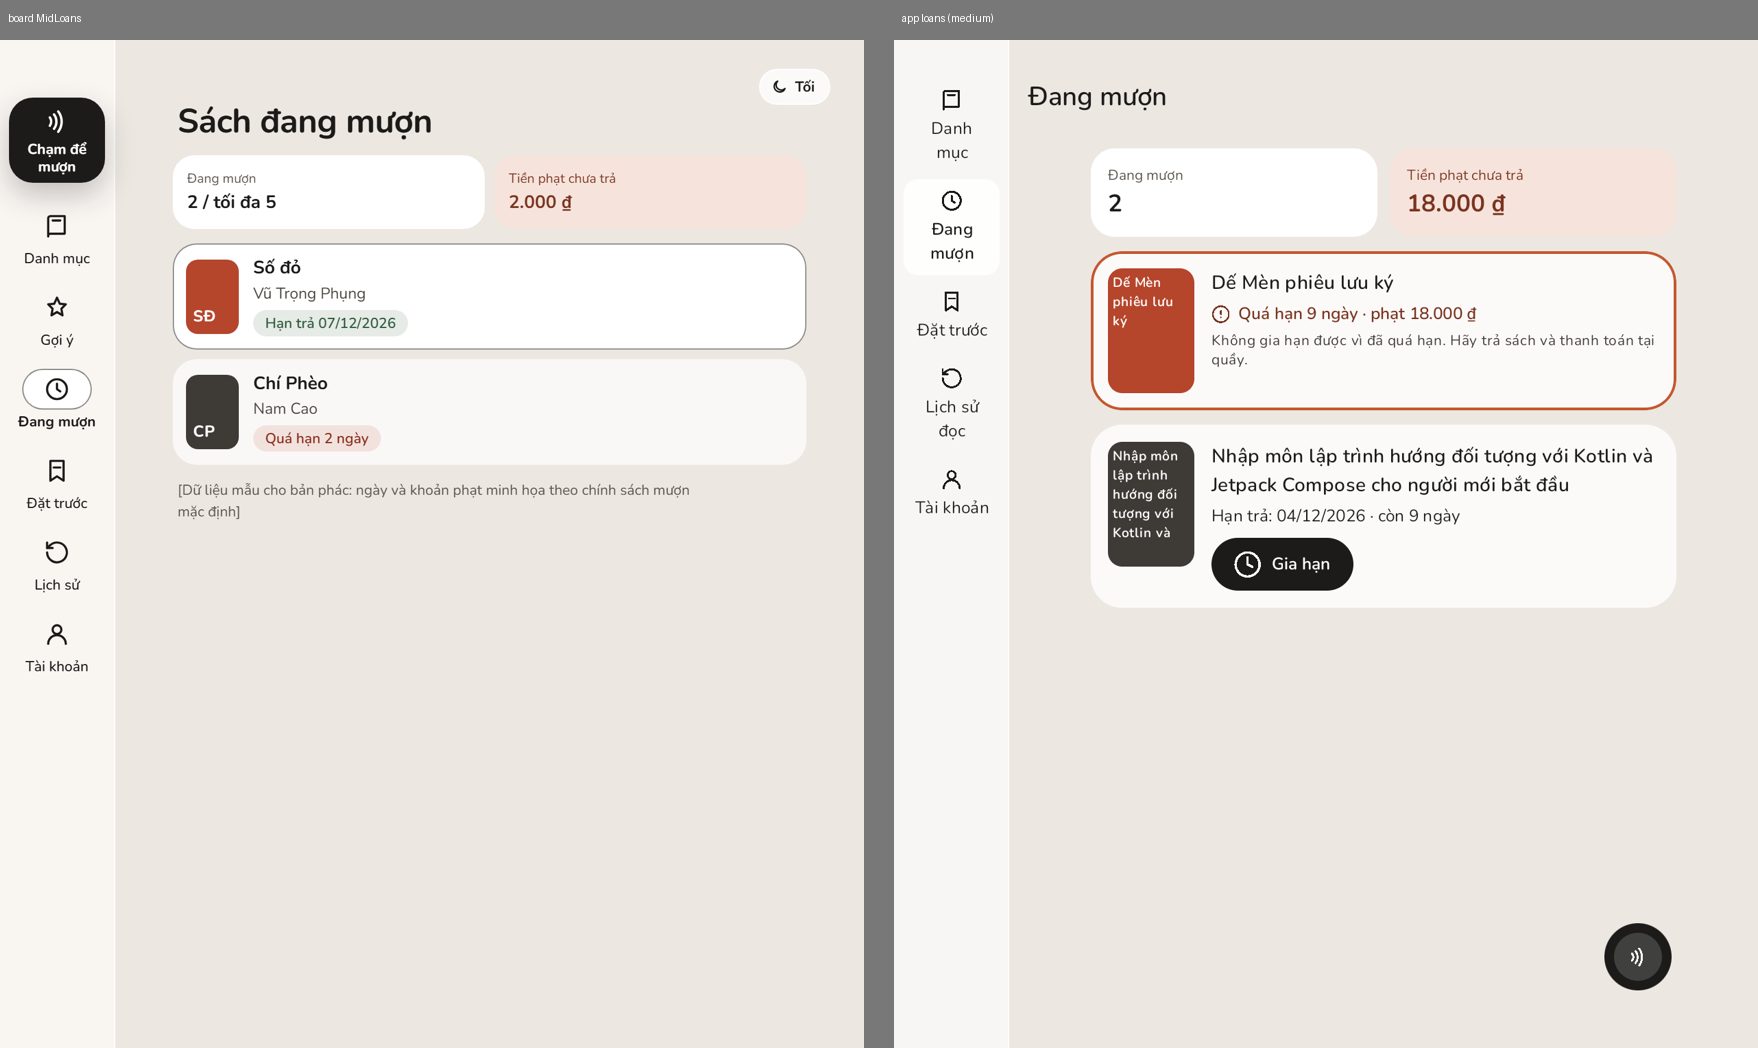 board MidLoans
Chạm để
mượn
Danh mục
Gợi ý
Đang mượn
Đặt trước
Lịch sử
Tài khoản
Tối
Sách đang mượn
Đang mượn
2 / tối đa 5
Tiền phạt chưa trả
2.000 ₫
SĐ
Số đỏ
Vũ Trọng Phụng
Hạn trả 07/12/2026
CP
Chí Phèo
Nam Cao
Quá hạn 2 ngày
[Dữ liệu mẫu cho bản phác: ngày và khoản phạt minh họa theo chính sách mượn
mặc định]
app loans (medium)
Danh
mục
Đang
mượn
Đặt trước
Lịch sử
đọc
Tài khoản
Đang mượn
Đang mượn
2
Tiền phạt chưa trả
18.000 ₫
Dế Mèn
phiêu lưu
ký
Dế Mèn phiêu lưu ký
Quá hạn 9 ngày · phạt 18.000 ₫
Không gia hạn được vì đã quá hạn. Hãy trả sách và thanh toán tại
quầy.
Nhập môn
lập trình
hướng đối
tượng với
Kotlin và
Nhập môn lập trình hướng đối tượng với Kotlin và
Jetpack Compose cho người mới bắt đầu
Hạn trả: 04/12/2026 · còn 9 ngày
Gia hạn